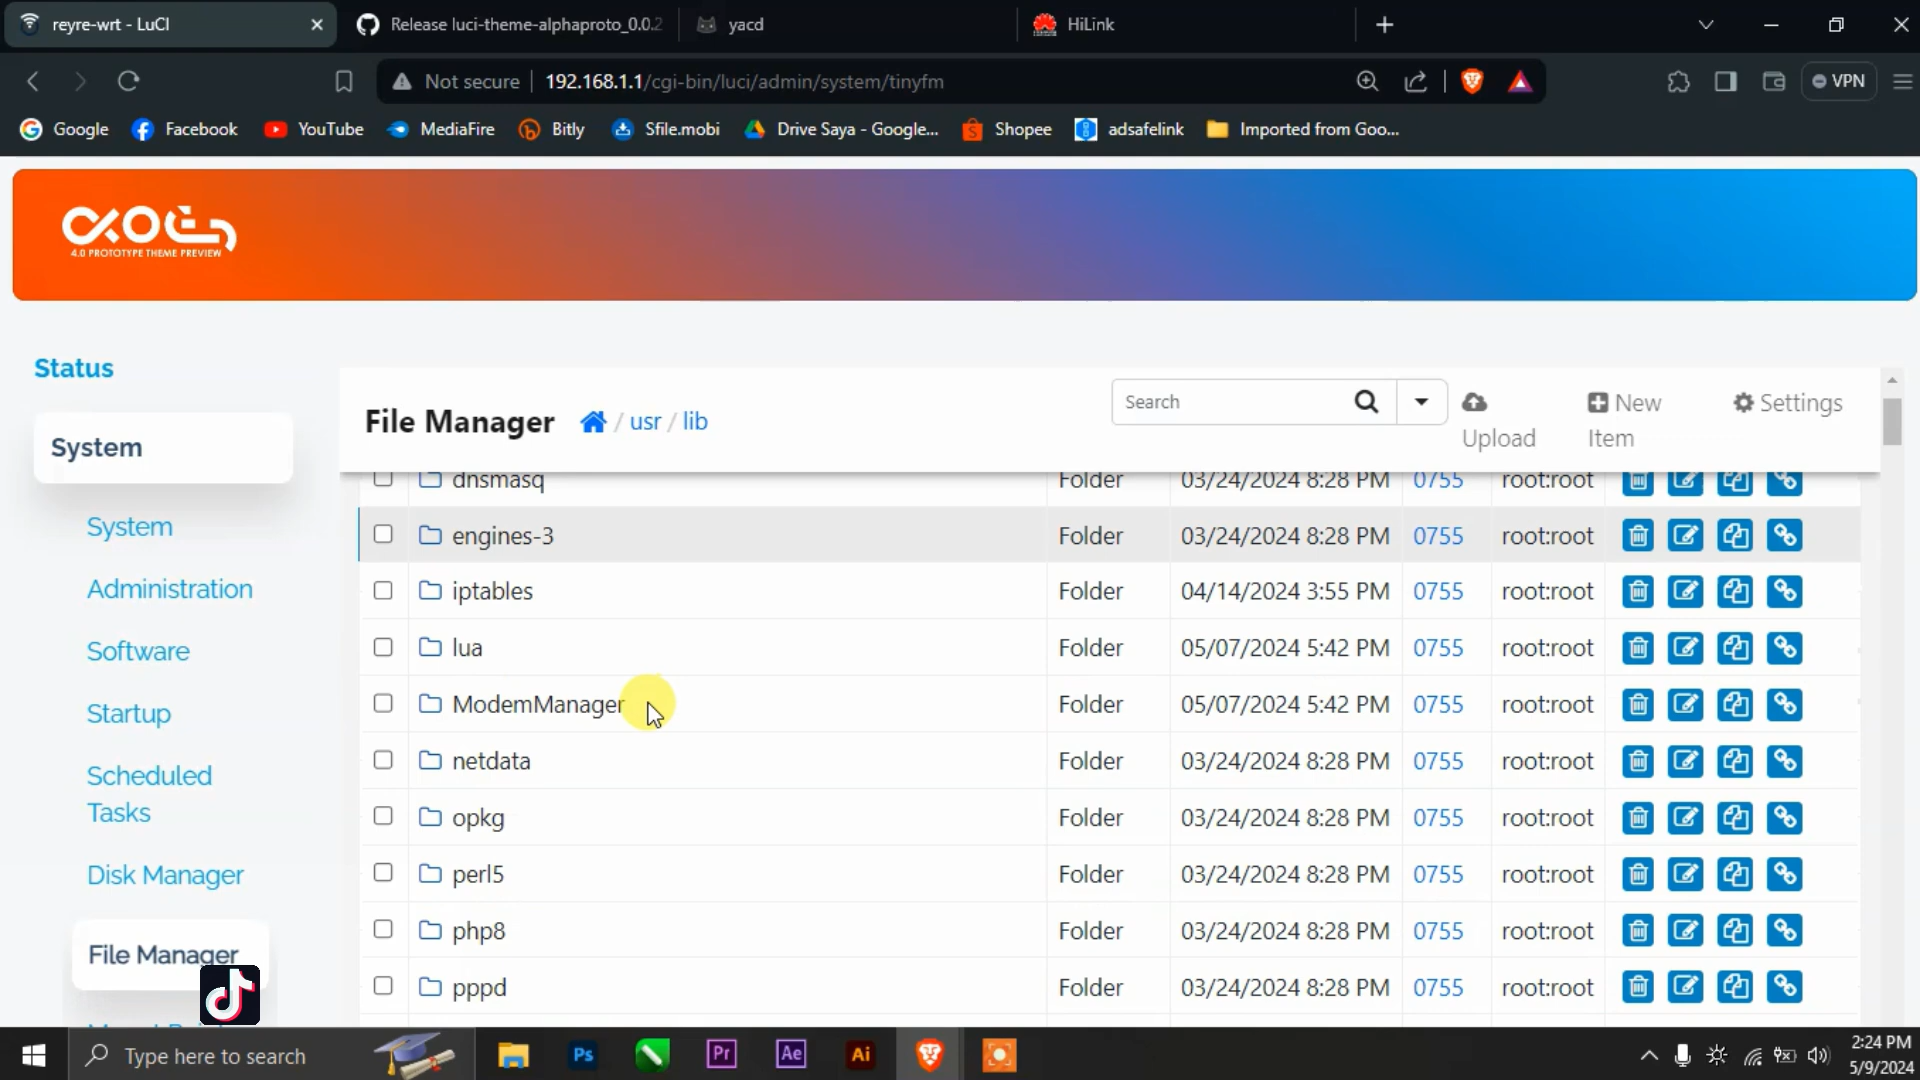 reyre-wrt - LuCI
Release luci-theme-alphaproto_0.0.2
yacd
HiLink
Not secure
192.168.1.1/cgi-bin/luci/admin/system/tinyfm
VPN
Google
Facebook
YouTube
MediaFire
Bitly
Sfile.mobi
Drive Saya - Google...
Shopee
adsafelink
Imported from Goo...
4.0 PROTOTYPE THEME PREVIEW
Status
System
System
Administration
Software
Startup
Scheduled
Tasks
Disk Manager
File Manager
File Manager / usr / lib
Search
Upload
New
Item
Settings
dnsmasq Folder 03/24/2024 8:28 PM 0755 root:root
engines-3 Folder 03/24/2024 8:28 PM 0755 root:root
iptables Folder 04/14/2024 3:55 PM 0755 root:root
lua Folder 05/07/2024 5:42 PM 0755 root:root
ModemManager Folder 05/07/2024 5:42 PM 0755 root:root
netdata Folder 03/24/2024 8:28 PM 0755 root:root
opkg Folder 03/24/2024 8:28 PM 0755 root:root
perl5 Folder 03/24/2024 8:28 PM 0755 root:root
php8 Folder 03/24/2024 8:28 PM 0755 root:root
pppd Folder 03/24/2024 8:28 PM 0755 root:root
Type here to search
Ps
Pr
Ae
Ai
2:24 PM
5/9/2024